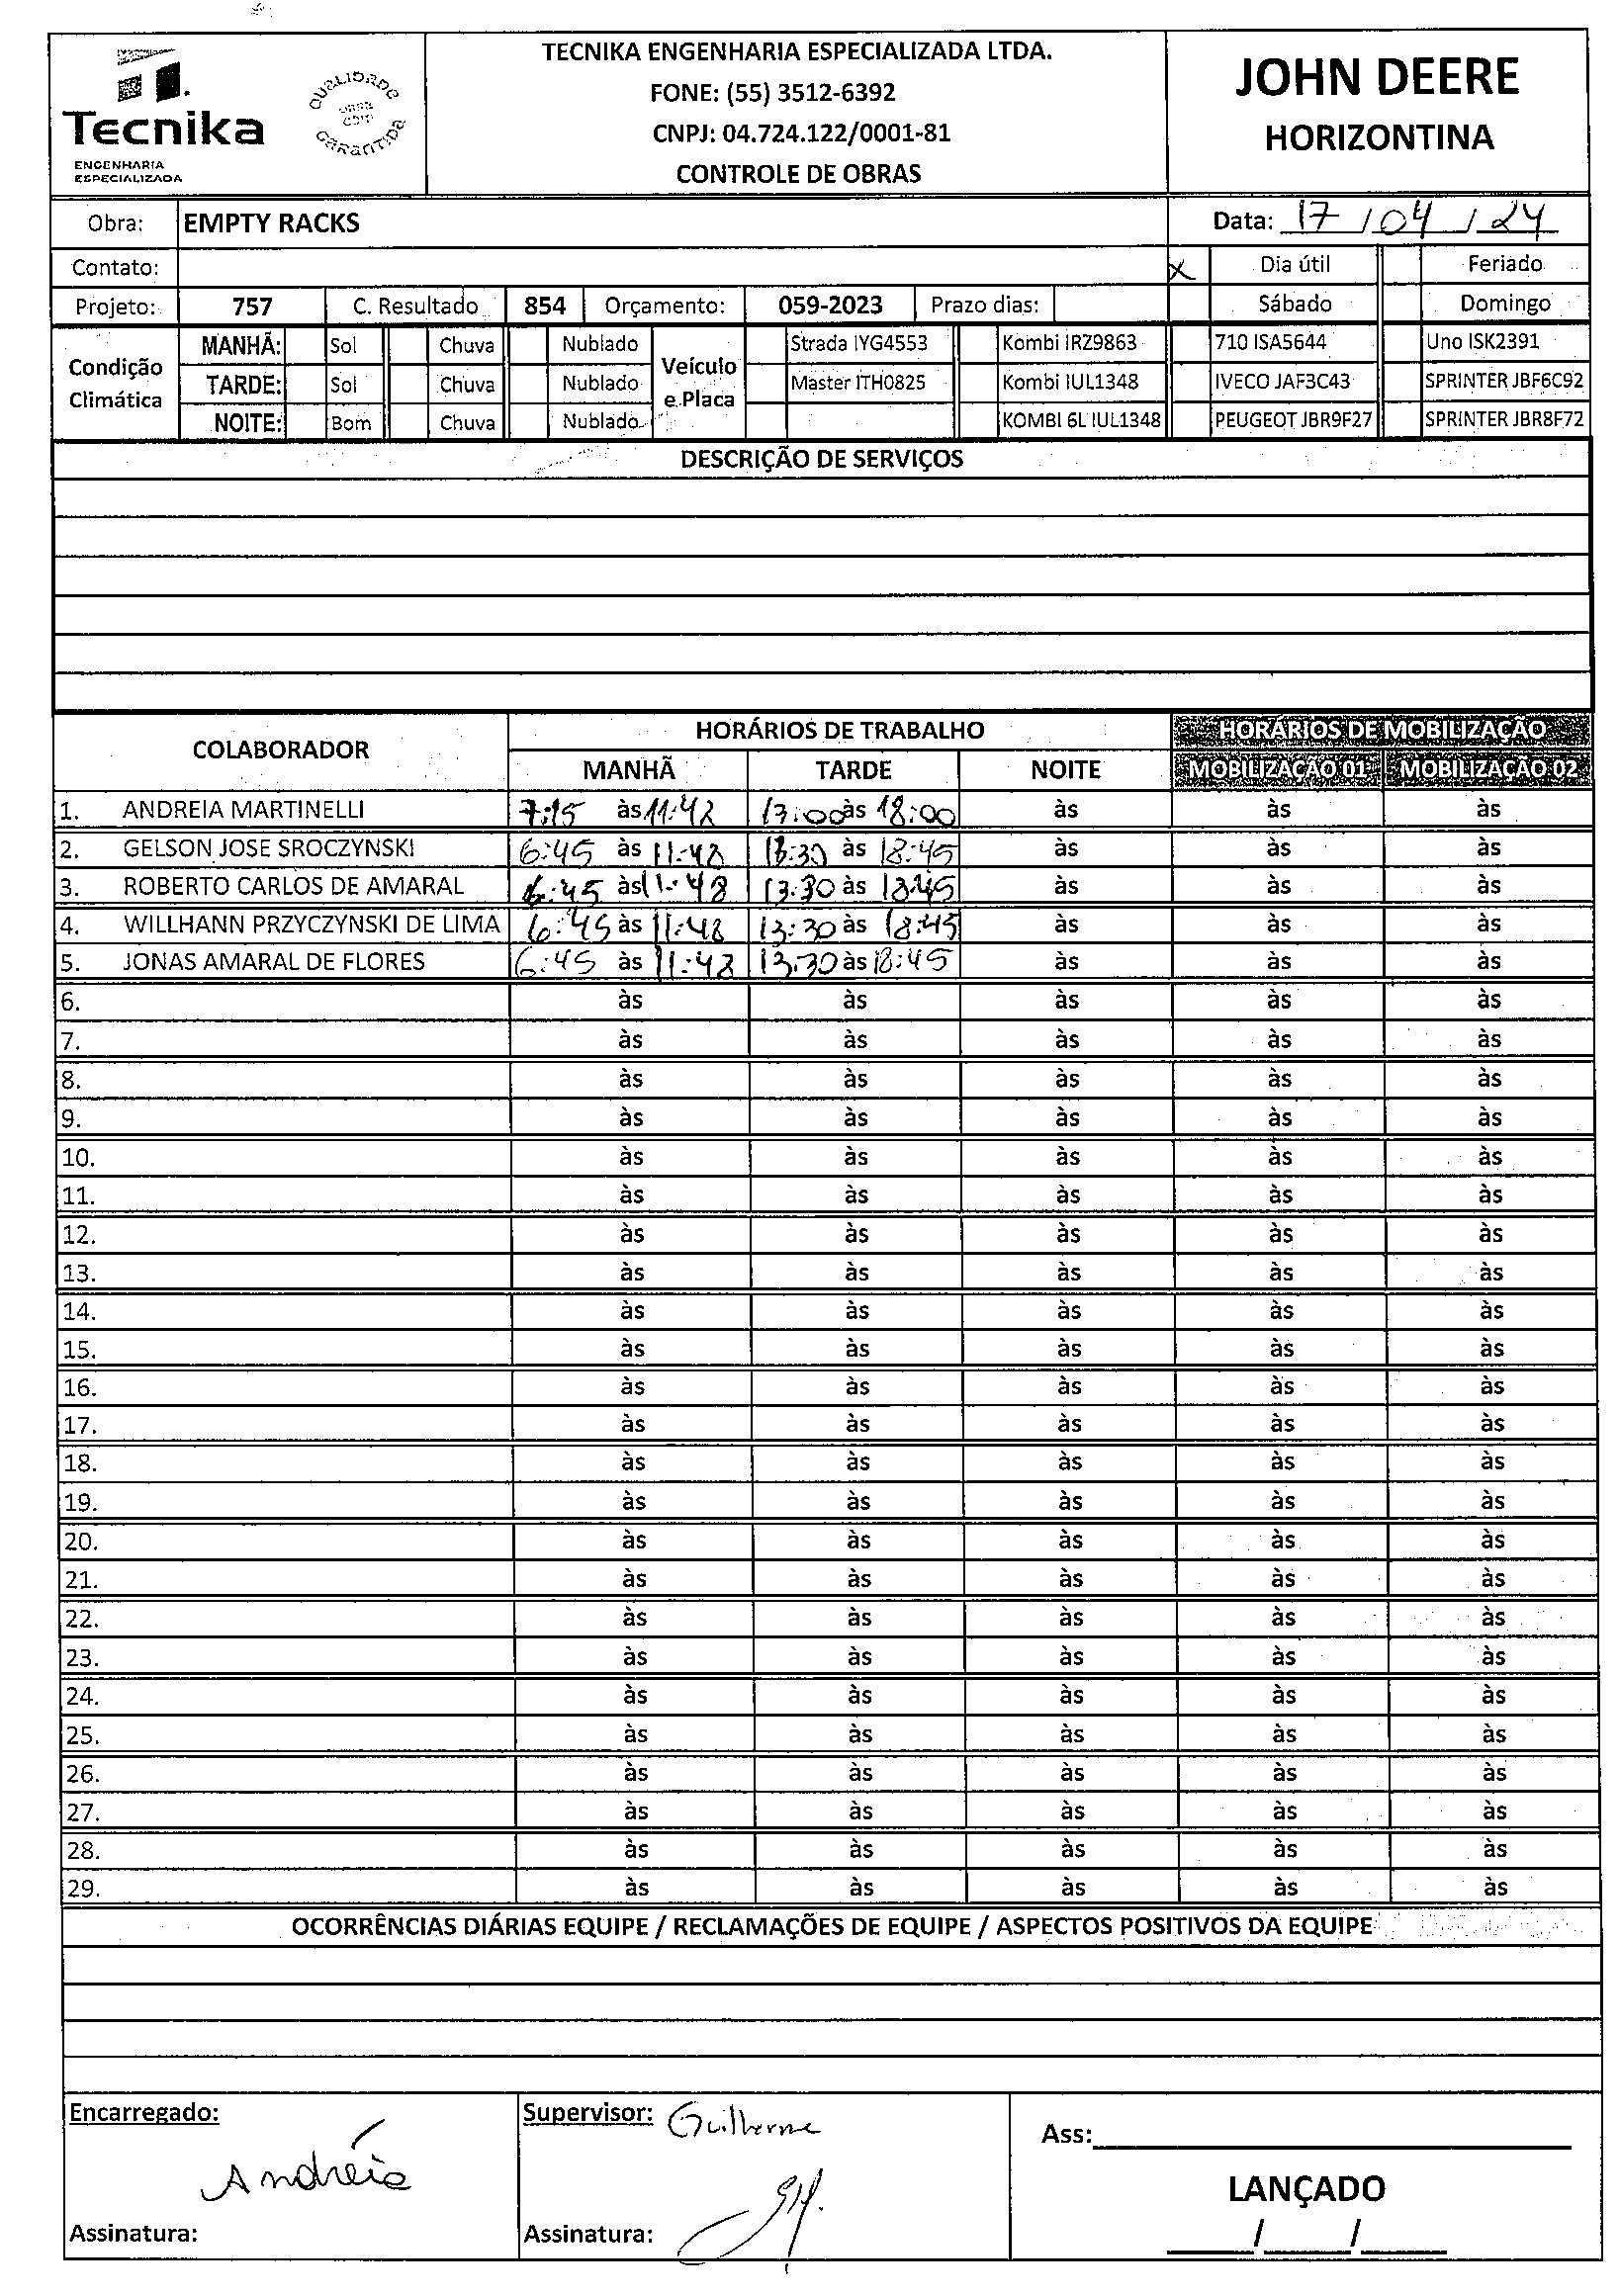 TECNIKA ENGENHARIA ESPECIALIZADA LTDA.
FONE: (55) 3512-6392
CNPJ: 04.724.122/0001-81
CONTROLE DE OBRAS
Tecnika
ENGENHARIA
ESPECIALIZADA
QUALIDADE
GARANTIDA
JOHN DEERE
HORIZONTINA
Obra: EMPTY RACKS Data: 17/04/24
Contato: X Dia útil Feriado
Projeto: 757 C. Resultado 854 Orçamento: 059-2023 Prazo dias: Sábado Domingo
Condição Climática
MANHÃ: Sol Chuva Nublado
TARDE: Sol Chuva Nublado
NOITE: Bom Chuva Nublado
Veículo e Placa
Strada IYG4553 Kombi IRZ9863 710 ISA5644 Uno ISK2391
Master ITH0825 Kombi IUL1348 IVECO JAF3C43 SPRINTER JBF6C92
KOMBI 6L IUL1348 PEUGEOT JBR9F27 SPRINTER JBR8F72
DESCRIÇÃO DE SERVIÇOS
COLABORADOR HORÁRIOS DE TRABALHO HORÁRIOS DE MOBILIZAÇÃO
MANHÃ TARDE NOITE MOBILIZAÇÃO 01 MOBILIZAÇÃO 02
1. ANDREIA MARTINELLI 7:15 às 11:48 13:00 às 18:00 às às às
2. GELSON JOSE SROCZYNSKI 6:45 às 11:48 13:30 às 18:45 às às às
3. ROBERTO CARLOS DE AMARAL 6:45 às 11:48 13:30 às 18:45 às às às
4. WILLHANN PRZYCZYNSKI DE LIMA 6:45 às 11:48 13:30 às 18:45 às às às
5. JONAS AMARAL DE FLORES 6:45 às 11:48 13:30 às 18:45 às às às
6. às às às às às
7. às às às às às
8. às às às às às
9. às às às às às
10. às às às às às
11. às às às às às
12. às às às às às
13. às às às às às
14. às às às às às
15. às às às às às
16. às às às às às
17. às às às às às
18. às às às às às
19. às às às às às
20. às às às às às
21. às às às às às
22. às às às às às
23. às às às às às
24. às às às às às
25. às às às às às
26. às às às às às
27. às às às às às
28. às às às às às
29. às às às às às
OCORRÊNCIAS DIÁRIAS EQUIPE / RECLAMAÇÕES DE EQUIPE / ASPECTOS POSITIVOS DA EQUIPE
Encarregado:
Andréia
Assinatura:
Supervisor: Guilherme
Assinatura:
Ass:
LANÇADO
/ /